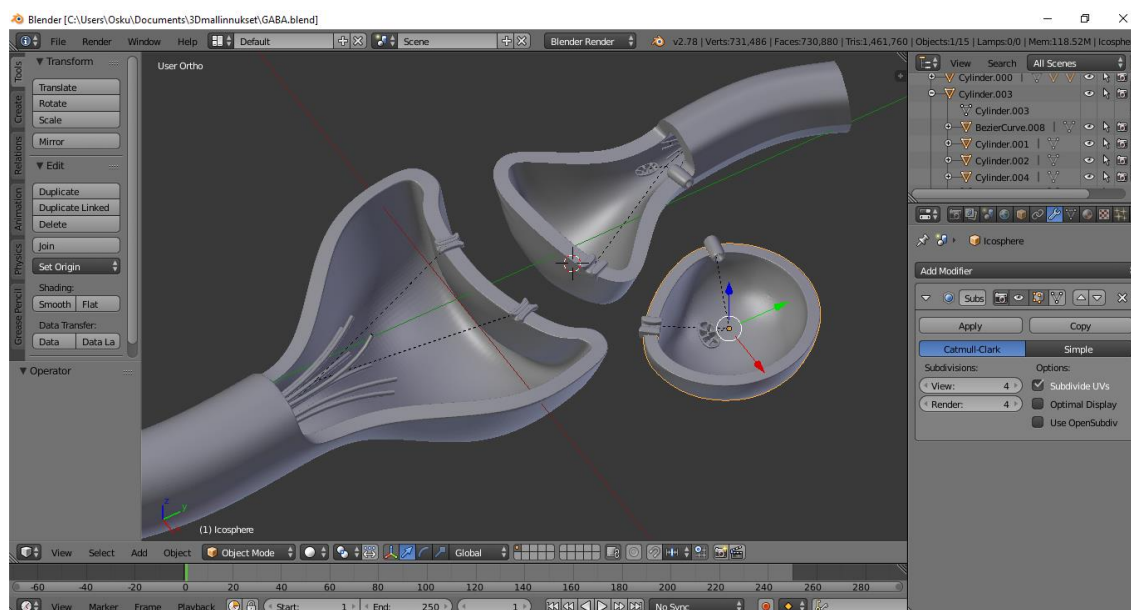 Blender [C:\Users\Osku\Documents\3Dmallinnukset\GABA.blend]
File Render Window Help Default Scene Blender Render v2.78 | Verts:731,486 | Faces:730,880 | Tris:1,461,760 | Objects:1/15 | Lamps:0/0 | Mem:118.52M | Icosphe
Tools
Create
Relations
Animation
Physics
Grease Pencil
Transform
Translate
Rotate
Scale
Mirror
Edit
Duplicate
Duplicate Linked
Delete
Join
Set Origin
Shading:
Smooth Flat
Data Transfer:
Data Data La
Operator
User Ortho
z
y
(1) Icosphere
View Search All Scenes
Cylinder.000
Cylinder.003
Cylinder.003
BezierCurve.008
Cylinder.001
Cylinder.002
Cylinder.004
Icosphere
Add Modifier
Subs
Apply Copy
Catmull-Clark Simple
Subdivisions: Options:
View: 4 Subdivide UVs
Render: 4 Optimal Display
Use OpenSubdiv
View Select Add Object Object Mode Global
-60 -40 -20 0 20 40 60 80 100 120 140 160 180 200 220 240 260 280
View Marker Frame Playback Start: 1 End: 250 1 No Sync